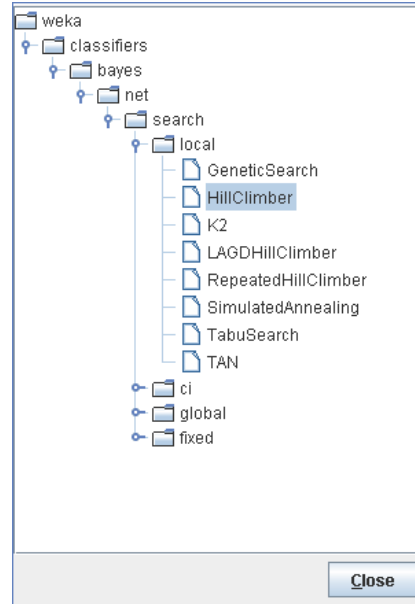 weka
classifiers
bayes
net
search
local
GeneticSearch
HillClimber
K2
LAGDHillClimber
RepeatedHillClimber
SimulatedAnnealing
TabuSearch
TAN
ci
global
fixed
Close